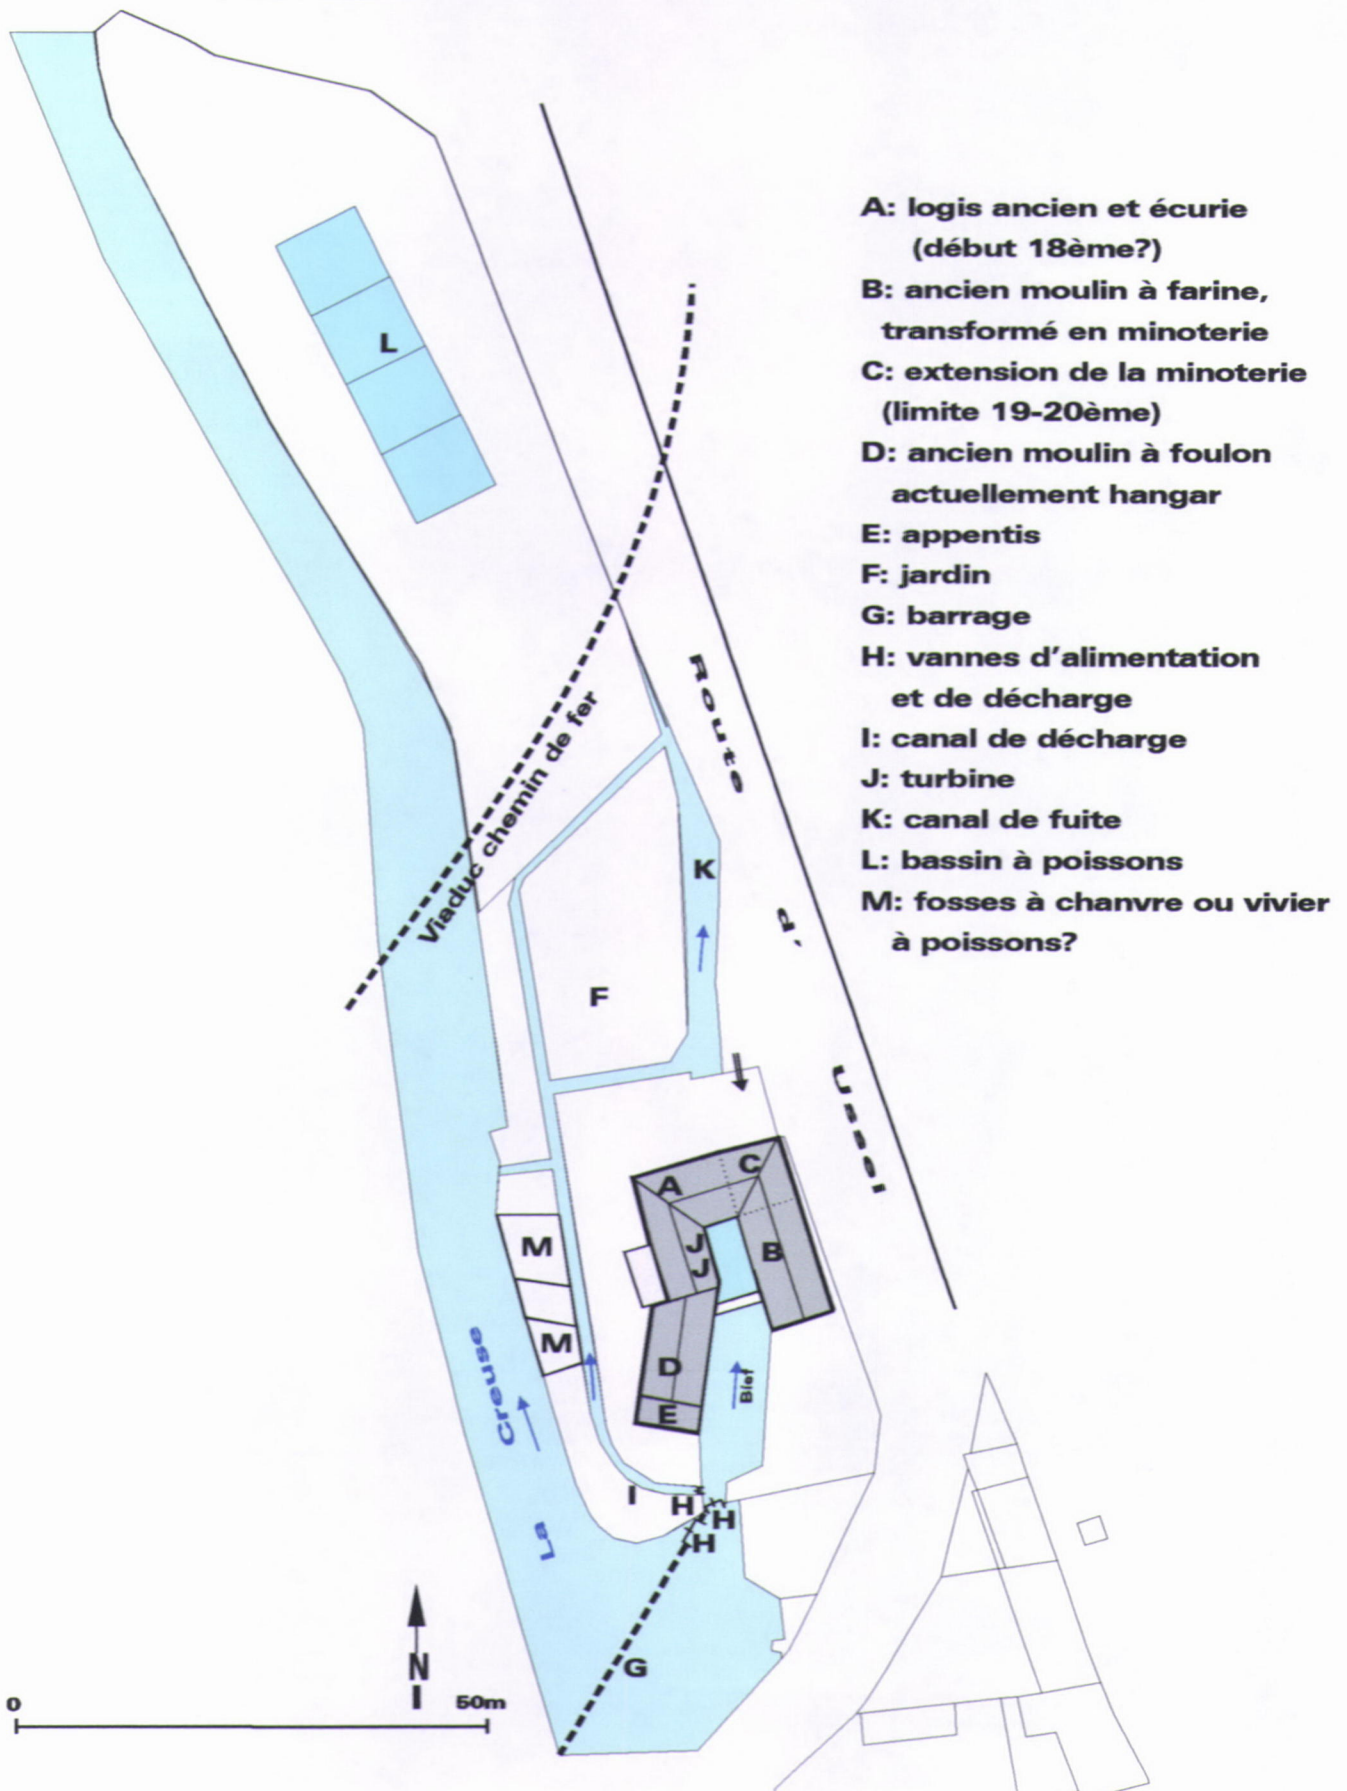 A: logis ancien et écurie
(début 18ème?)
B: ancien moulin à farine,
transformé en minoterie
C: extension de la minoterie
(limite 19-20ème)
D: ancien moulin à foulon
actuellement hangar
E: appentis
F: jardin
G: barrage
H: vannes d'alimentation
et de décharge
I: canal de décharge
J: turbine
K: canal de fuite
L: bassin à poissons
M: fosses à chanvre ou vivier
à poissons?
L
Route d' Ussel
Viaduc chemin de fer
K
F
A
C
J
J
B
M
M
D
E
Bief
La Creuse
I
H
H
H
G
N
0
50m